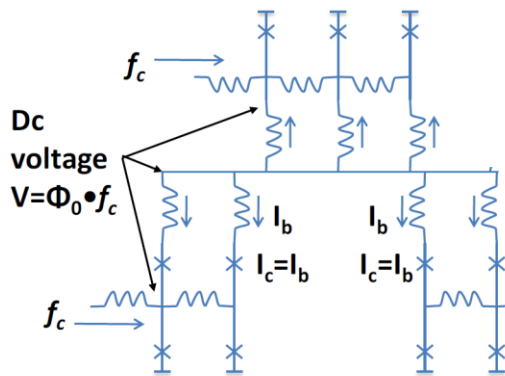 f_c
Dc
voltage
V=Φ₀•f_c
I_b
I_b
I_c=I_b
I_c=I_b
f_c